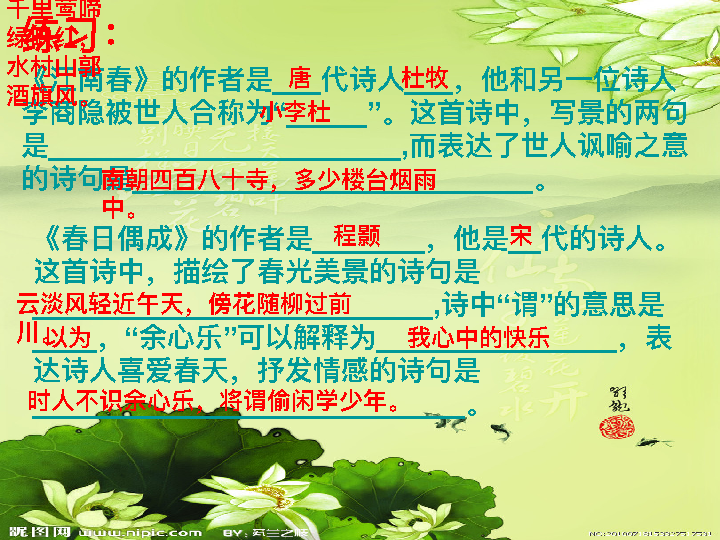 千里莺啼
绿映红，
水村山郭
酒旗风。
练习：
《江南春》的作者是___唐代诗人杜牧，他和另一位诗人
李商隐被世人合称为“小李杜”。这首诗中，写景的两句
是______________________,而表达了世人讽喻之意
的诗句是______________________。
南朝四百八十寺，多少楼台烟雨
中。
《春日偶成》的作者是程颢，他是宋代的诗人。
这首诗中，描绘了春光美景的诗句是
云淡风轻近午天，傍花随柳过前
川。
______________________,诗中“谓”的意思是
以为，“余心乐”可以解释为我心中的快乐，表
达诗人喜爱春天，抒发情感的诗句是
时人不识余心乐，将谓偷闲学少年。
______________________。
昵图网 www.nipic.com